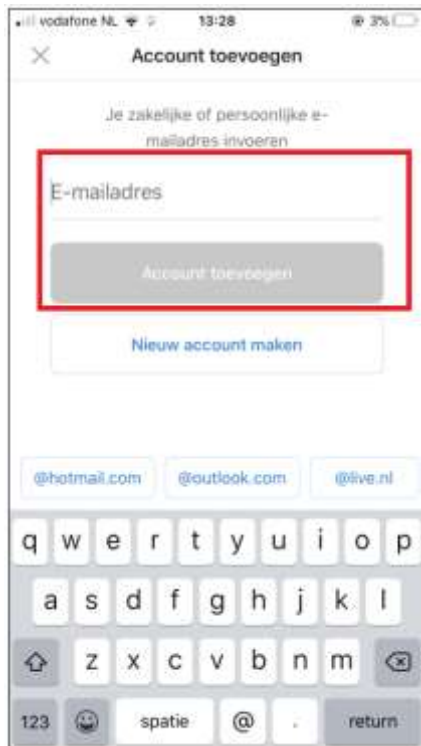 vodafone NL 13:28 3%
Account toevoegen
Je zakelijke of persoonlijke e-
mailadres invoeren
E-mailadres
Account toevoegen
Nieuw account maken
@hotmail.com @outlook.com @live.nl
q w e r t y u i o p
a s d f g h j k l
z x c v b n m
123 spatie @ . return